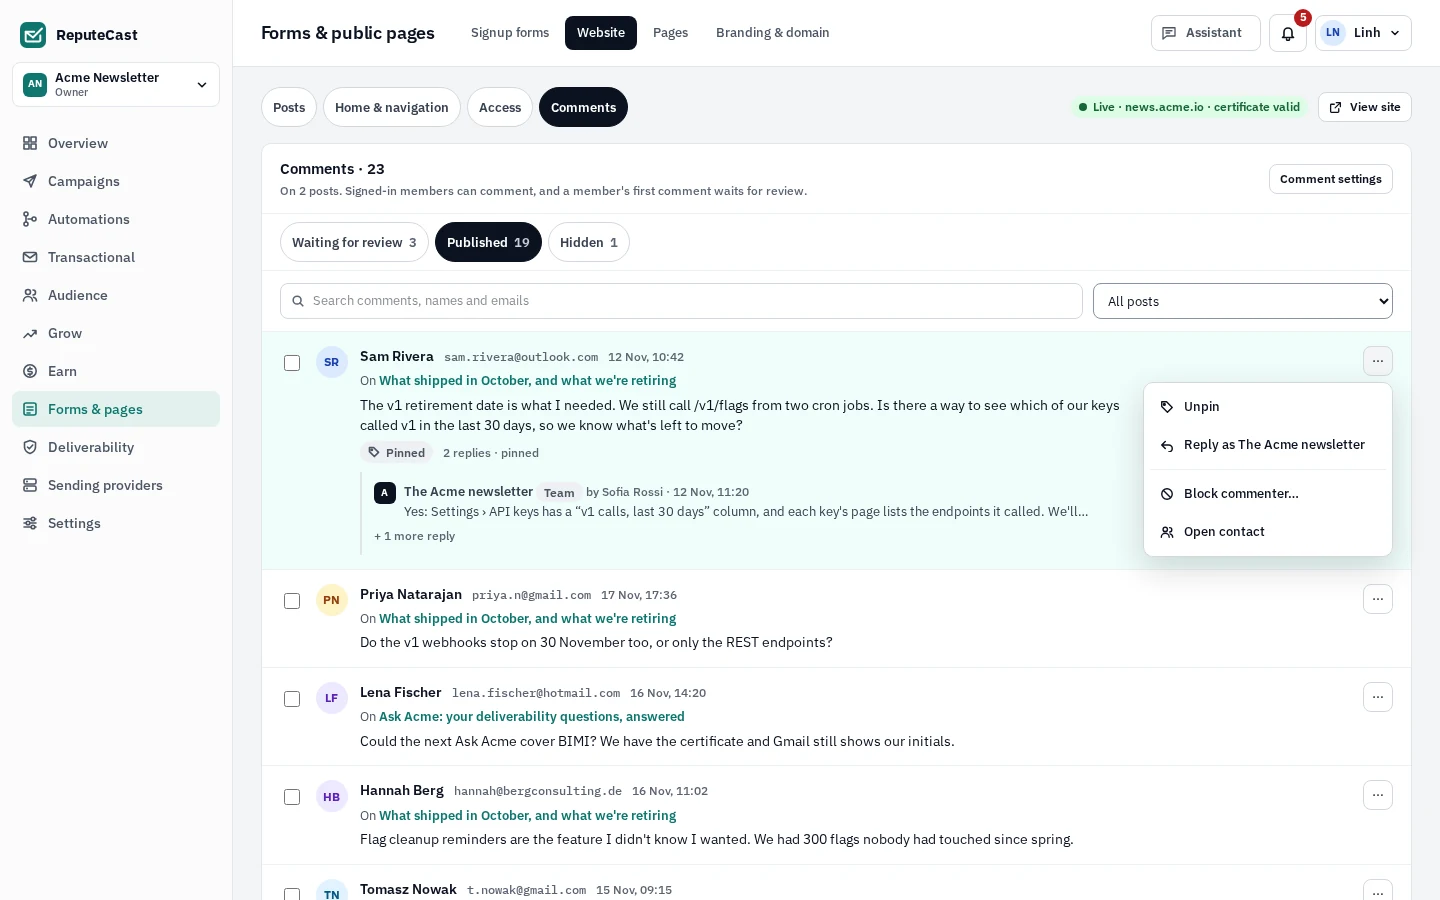 ReputeCast
AN
Acme Newsletter
Owner
Overview
Campaigns
Automations
Transactional
Audience
Grow
Earn
Forms & pages
Deliverability
Sending providers
Settings
Forms & public pages
Signup forms
Website
Pages
Branding & domain
Assistant
5
LN
Linh
Posts
Home & navigation
Access
Comments
Live · news.acme.io · certificate valid
View site
Comments · 23
On 2 posts. Signed-in members can comment, and a member's first comment waits for review.
Comment settings
Waiting for review 3
Published 19
Hidden 1
Search comments, names and emails
All posts
SR
Sam Rivera sam.rivera@outlook.com 12 Nov, 10:42
On What shipped in October, and what we're retiring
The v1 retirement date is what I needed. We still call /v1/flags from two cron jobs. Is there a way to see which of our keys
called v1 in the last 30 days, so we know what's left to move?
Pinned 2 replies · pinned
A
The Acme newsletter Team by Sofia Rossi · 12 Nov, 11:20
Yes: Settings › API keys has a “v1 calls, last 30 days” column, and each key's page lists the endpoints it called. We'll…
+ 1 more reply
···
Unpin
Reply as The Acme newsletter
Block commenter…
Open contact
PN
Priya Natarajan priya.n@gmail.com 17 Nov, 17:36
···
On What shipped in October, and what we're retiring
Do the v1 webhooks stop on 30 November too, or only the REST endpoints?
LF
Lena Fischer lena.fischer@hotmail.com 16 Nov, 14:20
···
On Ask Acme: your deliverability questions, answered
Could the next Ask Acme cover BIMI? We have the certificate and Gmail still shows our initials.
HB
Hannah Berg hannah@bergconsulting.de 16 Nov, 11:02
···
On What shipped in October, and what we're retiring
Flag cleanup reminders are the feature I didn't know I wanted. We had 300 flags nobody had touched since spring.
TN
Tomasz Nowak t.nowak@gmail.com 15 Nov, 09:15
···